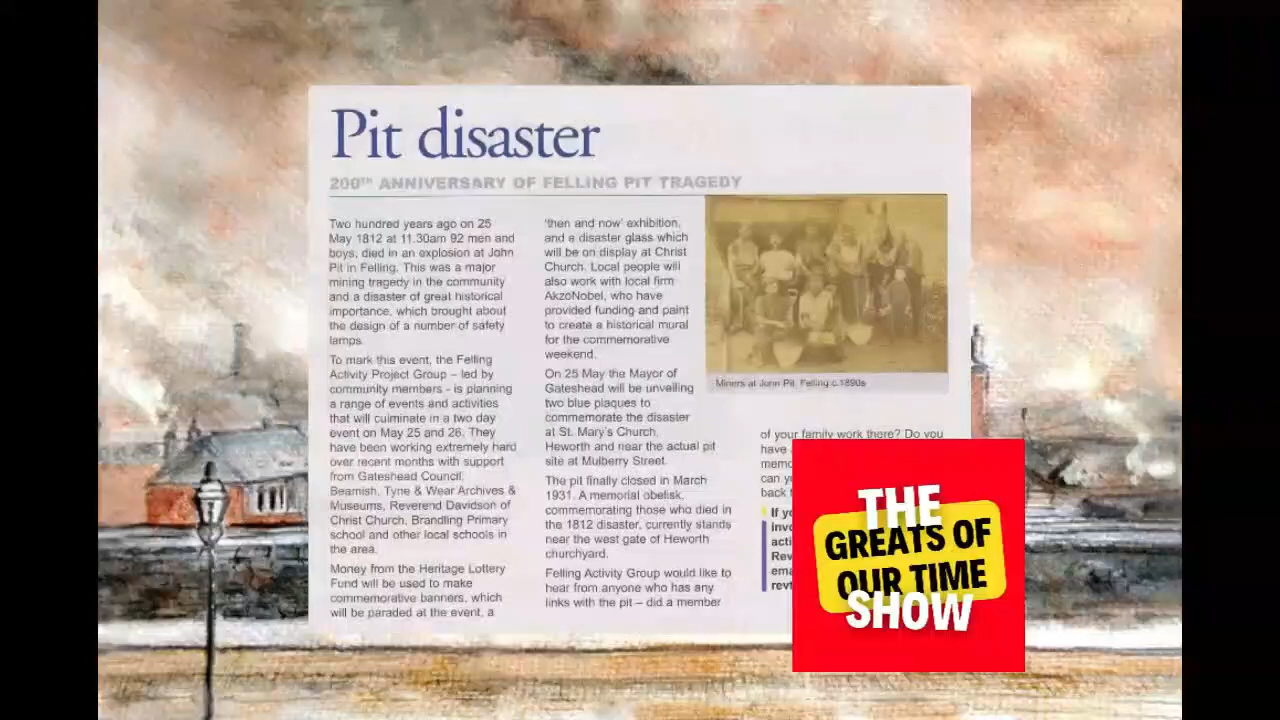 Pit disaster
200TH ANNIVERSARY OF FELLING PIT TRAGEDY
Two hundred years ago on 25
May 1812 at 11.30am 92 men and
boys, died in an explosion at John
Pit in Felling. This was a major
mining tragedy in the community
and a disaster of great historical
importance, which brought about
the design of a number of safety
lamps.
To mark this event, the Felling
Activity Project Group – led by
community members - is planning
a range of events and activities
that will culminate in a two day
event on May 25 and 26. They
have been working extremely hard
over recent months with support
from Gateshead Council,
Beamish, Tyne & Wear Archives &
Museums, Reverend Davidson of
Christ Church, Brandling Primary
school and other local schools in
the area.
Money from the Heritage Lottery
Fund will be used to make
commemorative banners, which
will be paraded at the event, a
'then and now' exhibition,
and a disaster glass which
will be on display at Christ
Church. Local people will
also work with local firm
AkzoNobel, who have
provided funding and paint
to create a historical mural
for the commemorative
weekend.
On 25 May the Mayor of
Gateshead will be unveiling
two blue plaques to
commemorate the disaster
at St. Mary's Church,
Heworth and near the actual pit
site at Mulberry Street.
The pit finally closed in March
1931. A memorial obelisk,
commemorating those who died in
the 1812 disaster, currently stands
near the west gate of Heworth
churchyard.
Felling Activity Group would like to
hear from anyone who has any
links with the pit – did a member
Miners at John Pit, Felling c.1890s
of your family work there? Do you
have
can
back
If
THE
GREATS OF
OUR TIME
SHOW